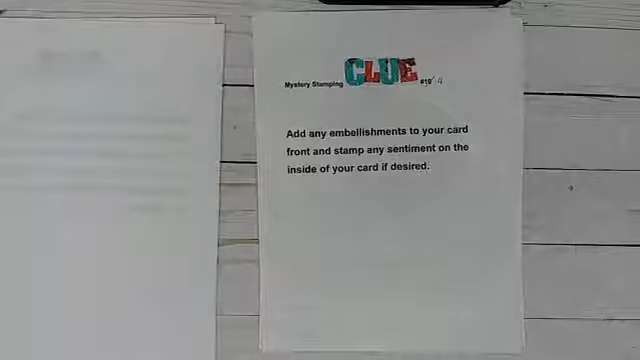 Mystery Stamping CLUE
Add any embellishments to your card
front and stamp any sentiment on the
inside of your card if desired.